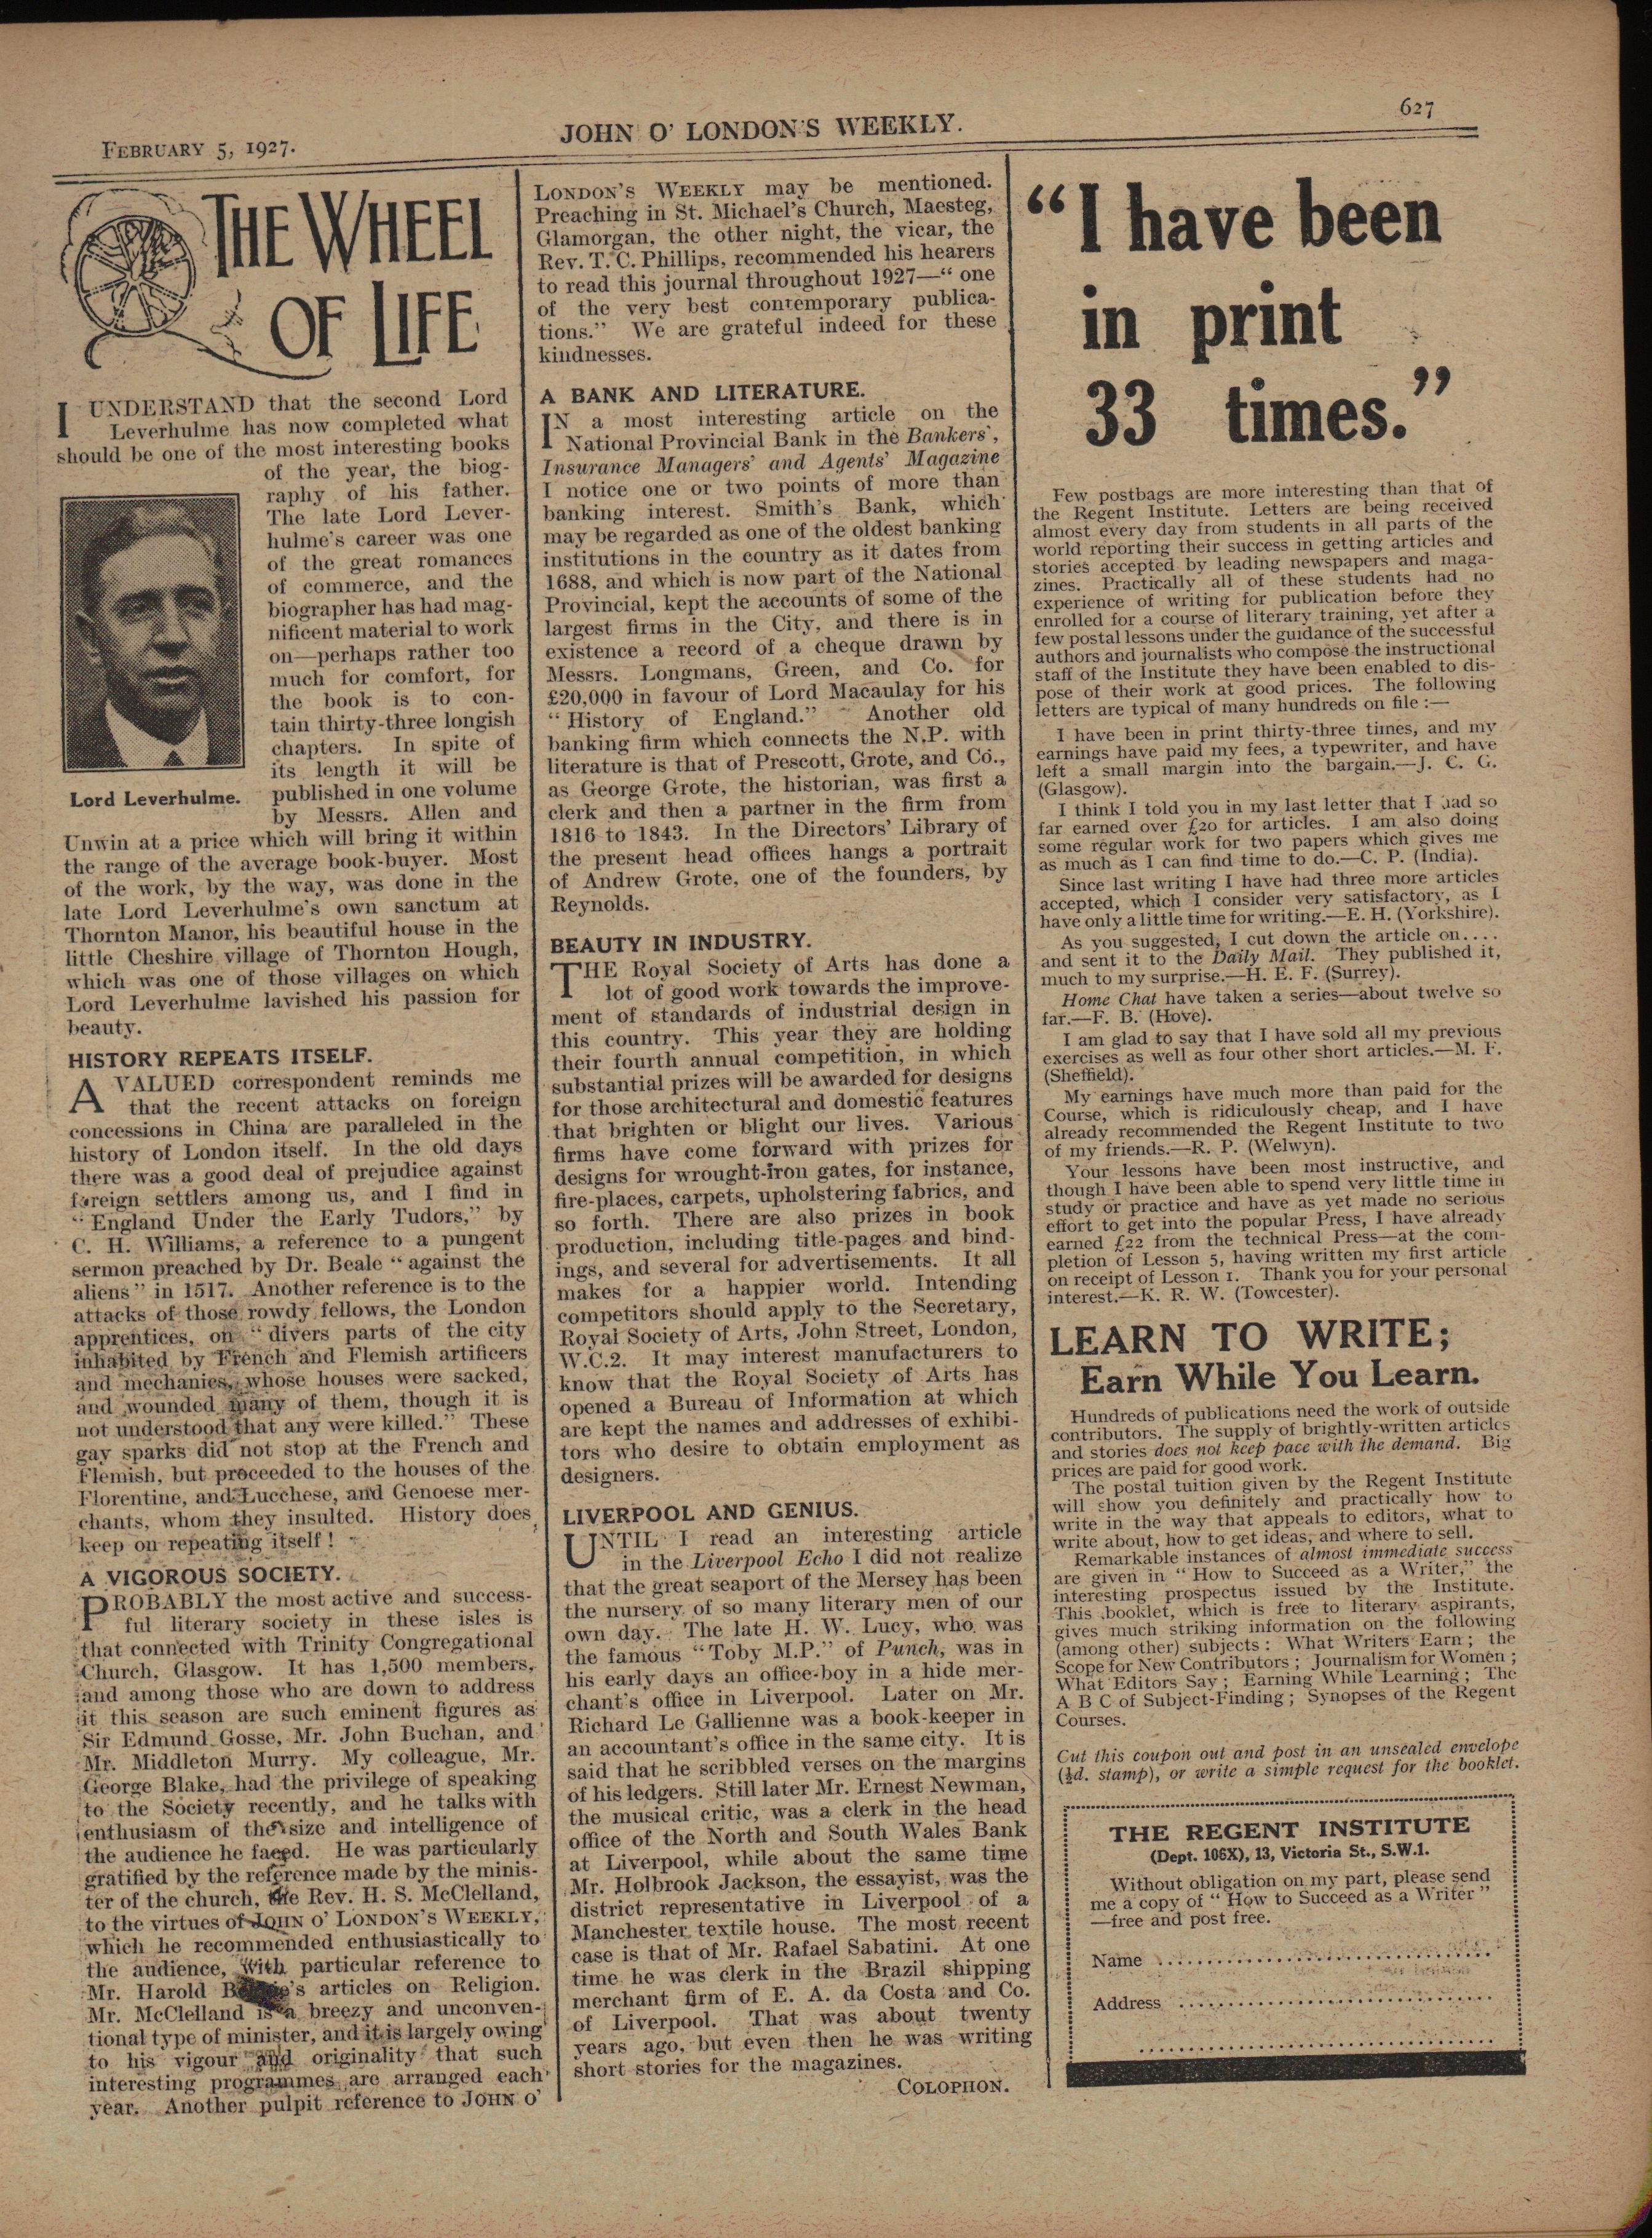 FEBRUARY 5, 1927.
JOHN O' LONDON'S WEEKLY.
627
THE WHEEL
OF LIFE
I UNDERSTAND that the second Lord
Leverhulme has now completed what
should be one of the most interesting books
of the year, the biog-
raphy of his father.
The late Lord Lever-
hulme's career was one
of the great romances
of commerce, and the
biographer has had mag-
nificent material to work
on—perhaps rather too
much for comfort, for
the book is to con-
tain thirty-three longish
chapters. In spite of
its length it will be
published in one volume
by Messrs. Allen and
Lord Leverhulme.
Unwin at a price which will bring it within
the range of the average book-buyer. Most
of the work, by the way, was done in the
late Lord Leverhulme's own sanctum at
Thornton Manor, his beautiful house in the
little Cheshire village of Thornton Hough,
which was one of those villages on which
Lord Leverhulme lavished his passion for
beauty.
HISTORY REPEATS ITSELF.
A VALUED correspondent reminds me
that the recent attacks on foreign
concessions in China are paralleled in the
history of London itself. In the old days
there was a good deal of prejudice against
foreign settlers among us, and I find in
"England Under the Early Tudors," by
C. H. Williams, a reference to a pungent
sermon preached by Dr. Beale "against the
aliens" in 1517. Another reference is to the
attacks of those rowdy fellows, the London
apprentices, on "divers parts of the city
inhabited by French and Flemish artificers
and mechanics, whose houses were sacked,
and wounded many of them, though it is
not understood that any were killed." These
gay sparks did not stop at the French and
Flemish, but proceeded to the houses of the
Florentine, and Lucchese, and Genoese mer-
chants, whom they insulted. History does
keep on repeating itself!
A VIGOROUS SOCIETY.
PROBABLY the most active and success-
ful literary society in these isles is
that connected with Trinity Congregational
Church, Glasgow. It has 1,500 members,
and among those who are down to address
it this season are such eminent figures as
Sir Edmund Gosse, Mr. John Buchan, and
Mr. Middleton Murry. My colleague, Mr.
George Blake, had the privilege of speaking
to the Society recently, and he talks with
enthusiasm of the size and intelligence of
the audience he faced. He was particularly
gratified by the reference made by the minis-
ter of the church, the Rev. H. S. McClelland,
to the virtues of JOHN O' LONDON'S WEEKLY,
which he recommended enthusiastically to
the audience, with particular reference to
Mr. Harold articles on Religion.
Mr. McClelland is a breezy and unconven-
tional type of minister, and it is largely owing
to his vigour and originality that such
interesting programmes are arranged each
year. Another pulpit reference to JOHN O'
LONDON'S WEEKLY may be mentioned.
Preaching in St. Michael's Church, Maesteg,
Glamorgan, the other night, the vicar, the
Rev. T. C. Phillips, recommended his hearers
to read this journal throughout 1927—"one
of the very best contemporary publica-
tions." We are grateful indeed for these
kindnesses.
A BANK AND LITERATURE.
IN a most interesting article on the
National Provincial Bank in the Bankers',
Insurance Managers' and Agents' Magazine
I notice one or two points of more than
banking interest. Smith's Bank, which
may be regarded as one of the oldest banking
institutions in the country as it dates from
1688, and which is now part of the National
Provincial, kept the accounts of some of the
largest firms in the City, and there is in
existence a record of a cheque drawn by
Messrs. Longmans, Green, and Co. for
£20,000 in favour of Lord Macaulay for his
"History of England." Another old
banking firm which connects the N.P. with
literature is that of Prescott, Grote, and Co.,
as George Grote, the historian, was first a
clerk and then a partner in the firm from
1816 to 1843. In the Directors' Library of
the present head offices hangs a portrait
of Andrew Grote, one of the founders, by
Reynolds.
BEAUTY IN INDUSTRY.
THE Royal Society of Arts has done a
lot of good work towards the improve-
ment of standards of industrial design in
this country. This year they are holding
their fourth annual competition, in which
substantial prizes will be awarded for designs
for those architectural and domestic features
that brighten or blight our lives. Various
firms have come forward with prizes for
designs for wrought-iron gates, for instance,
fire-places, carpets, upholstering fabrics, and
so forth. There are also prizes in book
production, including title-pages and bind-
ings, and several for advertisements. It all
makes for a happier world. Intending
competitors should apply to the Secretary,
Royal Society of Arts, John Street, London,
W.C.2. It may interest manufacturers to
know that the Royal Society of Arts has
opened a Bureau of Information at which
are kept the names and addresses of exhibi-
tors who desire to obtain employment as
designers.
LIVERPOOL AND GENIUS.
UNTIL I read an interesting article
in the Liverpool Echo I did not realize
that the great seaport of the Mersey has been
the nursery of so many literary men of our
own day. The late H. W. Lucy, who was
the famous "Toby M.P." of Punch, was in
his early days an office-boy in a hide mer-
chant's office in Liverpool. Later on Mr.
Richard Le Gallienne was a book-keeper in
an accountant's office in the same city. It is
said that he scribbled verses on the margins
of his ledgers. Still later Mr. Ernest Newman,
the musical critic, was a clerk in the head
office of the North and South Wales Bank
at Liverpool, while about the same time
Mr. Holbrook Jackson, the essayist, was the
district representative in Liverpool of a
Manchester textile house. The most recent
case is that of Mr. Rafael Sabatini. At one
time he was clerk in the Brazil shipping
merchant firm of E. A. da Costa and Co.
of Liverpool. That was about twenty
years ago, but even then he was writing
short stories for the magazines.
COLOPHON.
"I have been
in print
33 times."
Few postbags are more interesting than that of
the Regent Institute. Letters are being received
almost every day from students in all parts of the
world reporting their success in getting articles and
stories accepted by leading newspapers and maga-
zines. Practically all of these students had no
experience of writing for publication before they
enrolled for a course of literary training, yet after a
few postal lessons under the guidance of the successful
authors and journalists who compose the instructional
staff of the Institute they have been enabled to dis-
pose of their work at good prices. The following
letters are typical of many hundreds on file:—
I have been in print thirty-three times, and my
earnings have paid my fees, a typewriter, and have
left a small margin into the bargain.—J. C. G.
(Glasgow).
I think I told you in my last letter that I had so
far earned over £20 for articles. I am also doing
some regular work for two papers which gives me
as much as I can find time to do.—C. P. (India).
Since last writing I have had three more articles
accepted, which I consider very satisfactory, as I
have only a little time for writing.—E. H. (Yorkshire).
As you suggested, I cut down the article on....
and sent it to the Daily Mail. They published it,
much to my surprise.—H. E. F. (Surrey).
Home Chat have taken a series—about twelve so
far.—F. B. (Hove).
I am glad to say that I have sold all my previous
exercises as well as four other short articles.—M. F.
(Sheffield).
My earnings have much more than paid for the
Course, which is ridiculously cheap, and I have
already recommended the Regent Institute to two
of my friends.—R. P. (Welwyn).
Your lessons have been most instructive, and
though I have been able to spend very little time in
study or practice and have as yet made no serious
effort to get into the popular Press, I have already
earned £22 from the technical Press—at the com-
pletion of Lesson 5, having written my first article
on receipt of Lesson 1. Thank you for your personal
interest.—K. R. W. (Towcester).
LEARN TO WRITE;
Earn While You Learn.
Hundreds of publications need the work of outside
contributors. The supply of brightly-written articles
and stories does not keep pace with the demand. Big
prices are paid for good work.
The postal tuition given by the Regent Institute
will show you definitely and practically how to
write in the way that appeals to editors, what to
write about, how to get ideas, and where to sell.
Remarkable instances of almost immediate success
are given in "How to Succeed as a Writer," the
interesting prospectus issued by the Institute.
This booklet, which is free to literary aspirants,
gives much striking information on the following
(among other) subjects: What Writers Earn; the
Scope for New Contributors; Journalism for Women;
What Editors Say; Earning While Learning; The
A B C of Subject-Finding; Synopses of the Regent
Courses.
Cut this coupon out and post in an unsealed envelope
(½d. stamp), or write a simple request for the booklet.
THE REGENT INSTITUTE
(Dept. 106X), 13, Victoria St., S.W.1.
Without obligation on my part, please send
me a copy of "How to Succeed as a Writer"
—free and post free.
Name
Address